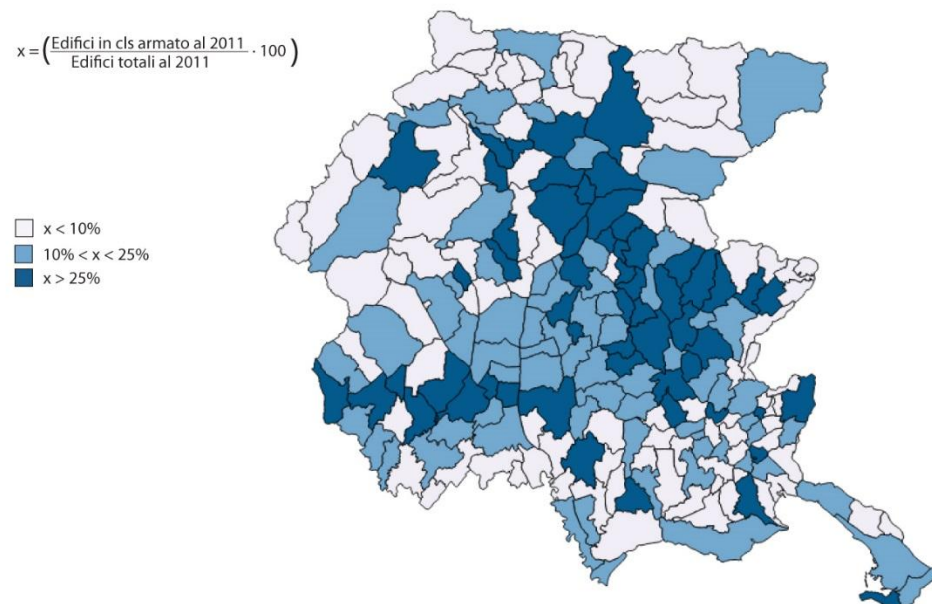 x = ( Edifici in cls armato al 2011 / Edifici totali al 2011 · 100 )
x < 10%
10% < x < 25%
x > 25%